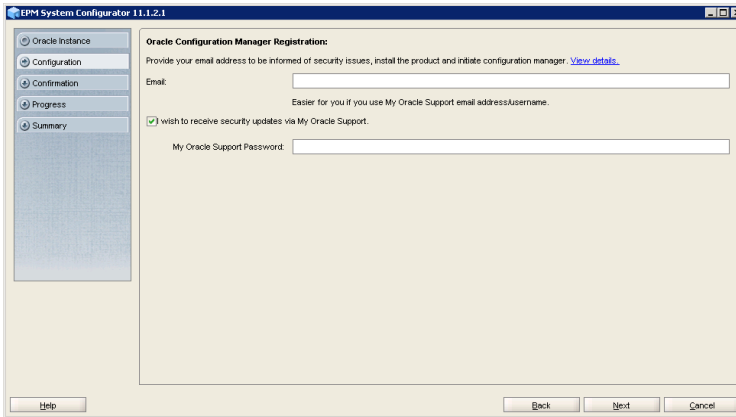 EPM System Configurator 11.1.2.1
Oracle Instance
Configuration
Confirmation
Progress
Summary
Oracle Configuration Manager Registration:
Provide your email address to be informed of security issues, install the product and initiate configuration manager. View details.
Email:
Easier for you if you use My Oracle Support email address/username.
I wish to receive security updates via My Oracle Support.
My Oracle Support Password:
Help
Back
Next
Cancel